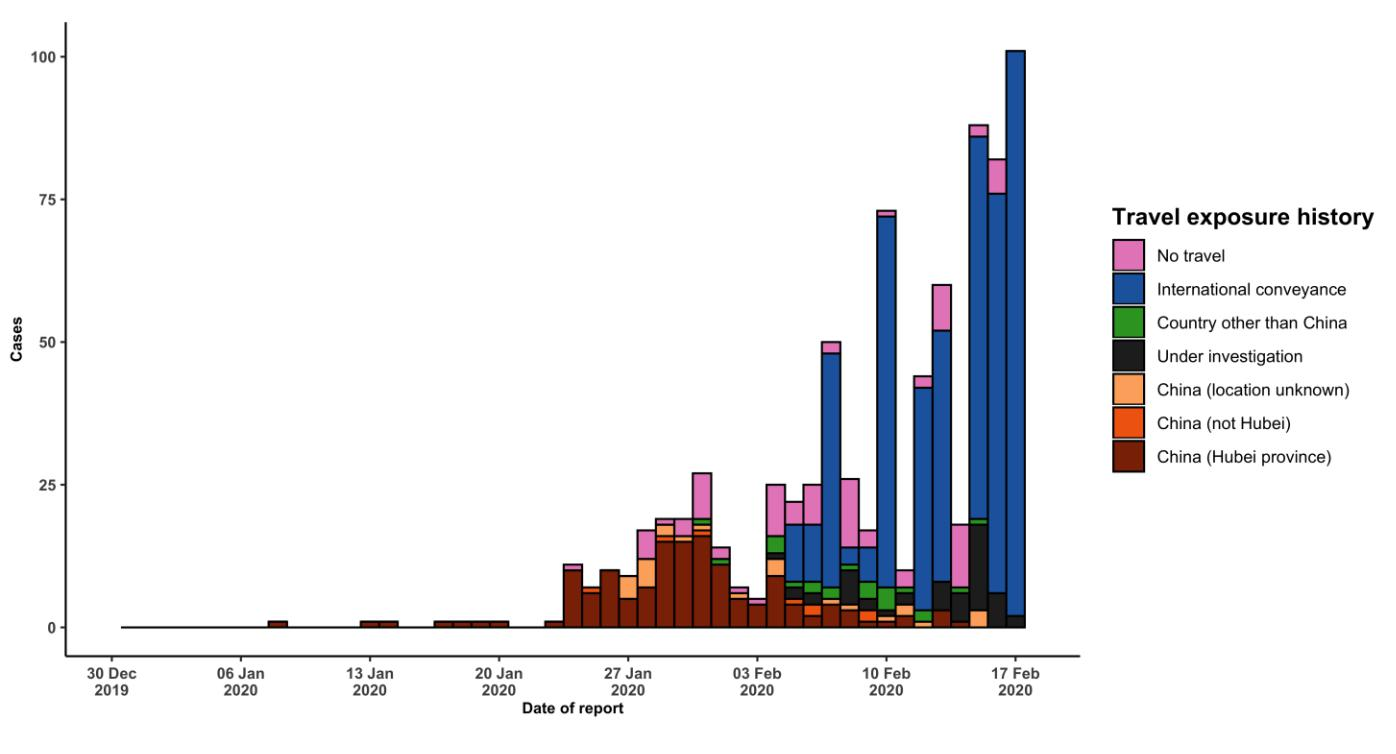 100
75
50
25
0
Cases
30 Dec 06 Jan 13 Jan 20 Jan 27 Jan 03 Feb 10 Feb 17 Feb
2019 2020 2020 2020 2020 2020 2020 2020
Date of report
Travel exposure history
No travel
International conveyance
Country other than China
Under investigation
China (location unknown)
China (not Hubei)
China (Hubei province)